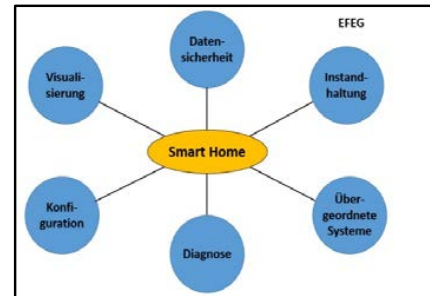 EFEG
Daten-
sicherheit
Visuali-
sierung
Instand-
haltung
Smart Home
Konfi-
guration
Über-
geordnete
Systeme
Diagnose